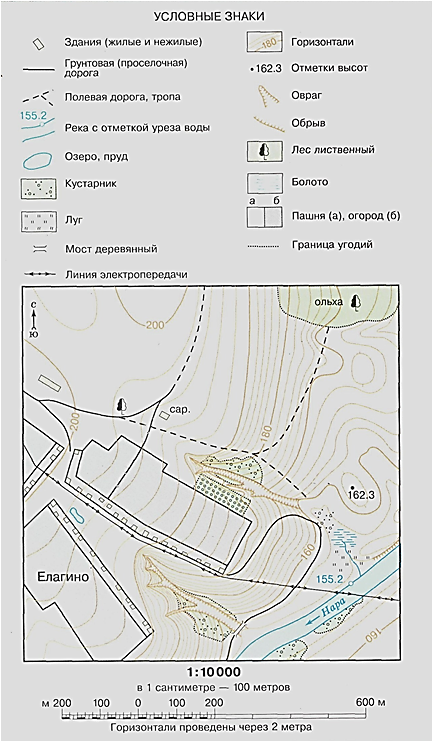 УСЛОВНЫЕ ЗНАКИ
Здания (жилые и нежилые)
Грунтовая (проселочная)
дорога
Полевая дорога, тропа
155.2
Река с отметкой уреза воды
Озеро, пруд
Кустарник
Луг
Мост деревянный
Линия электропередачи
180
Горизонтали
162.3
Отметки высот
Овраг
Обрыв
Лес лиственный
Болото
а б
Пашня (а), огород (б)
Граница угодий
с
ю
200
ольха
сар.
200
180
162.3
160
Елагино
155.2
Нара
160
1:10 000
в 1 сантиметре — 100 метров
м 200 100 0 100 200 600 м
Горизонтали проведены через 2 метра